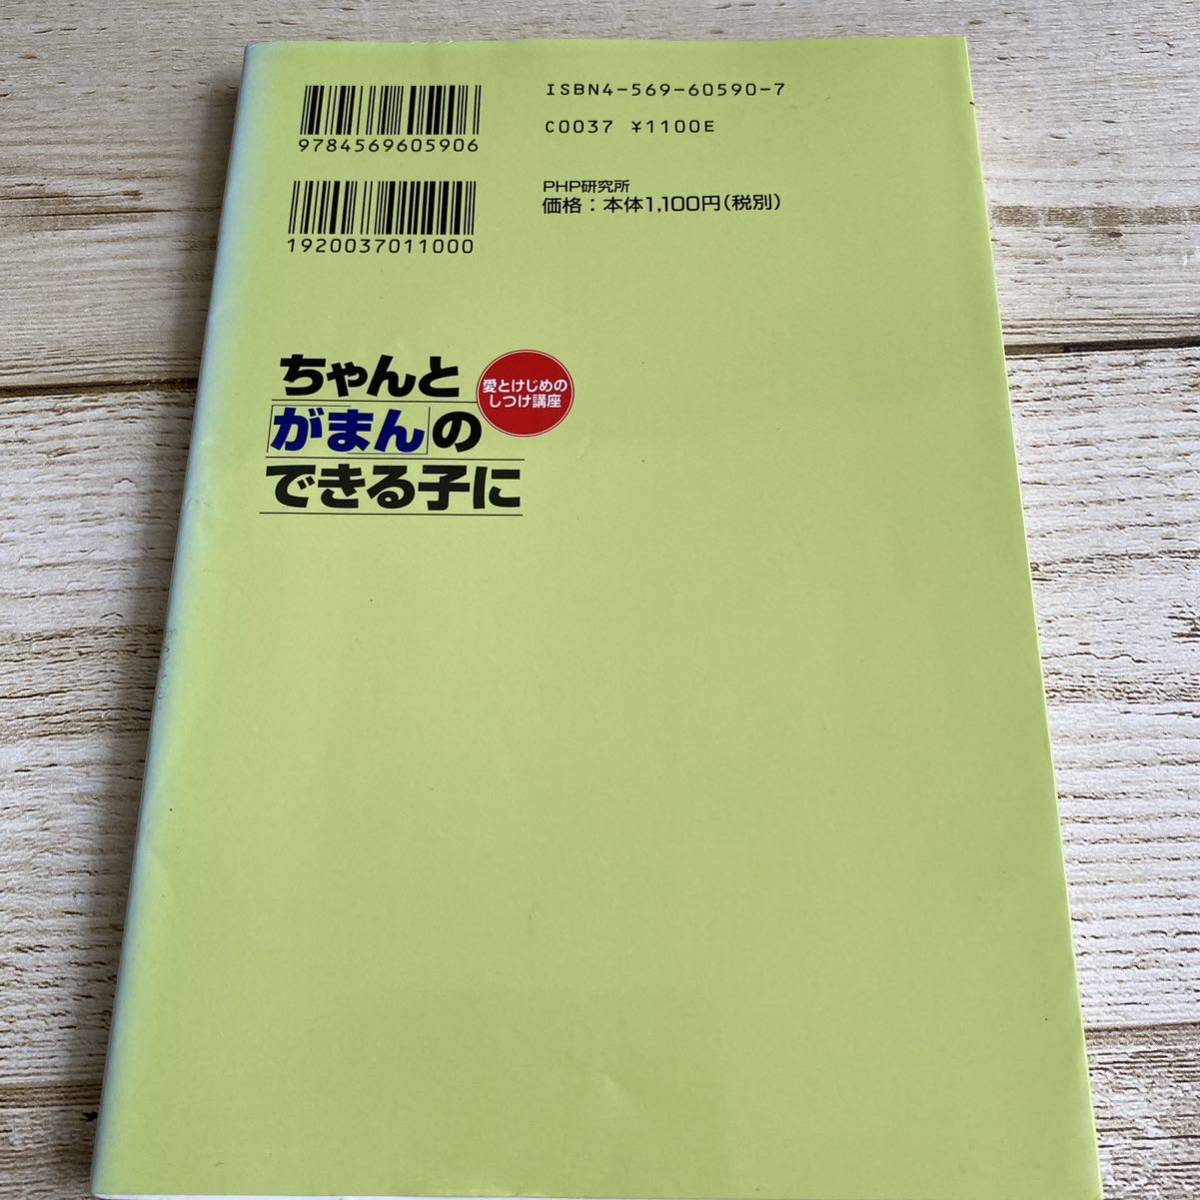 ISBN4-569-60590-7
9784569605906
C0037 ¥1100E
1920037011000
PHP研究所
価格：本体1,100円（税別）
ちゃんと
「がまん」の
できる子に
愛とけじめの
しつけ講座